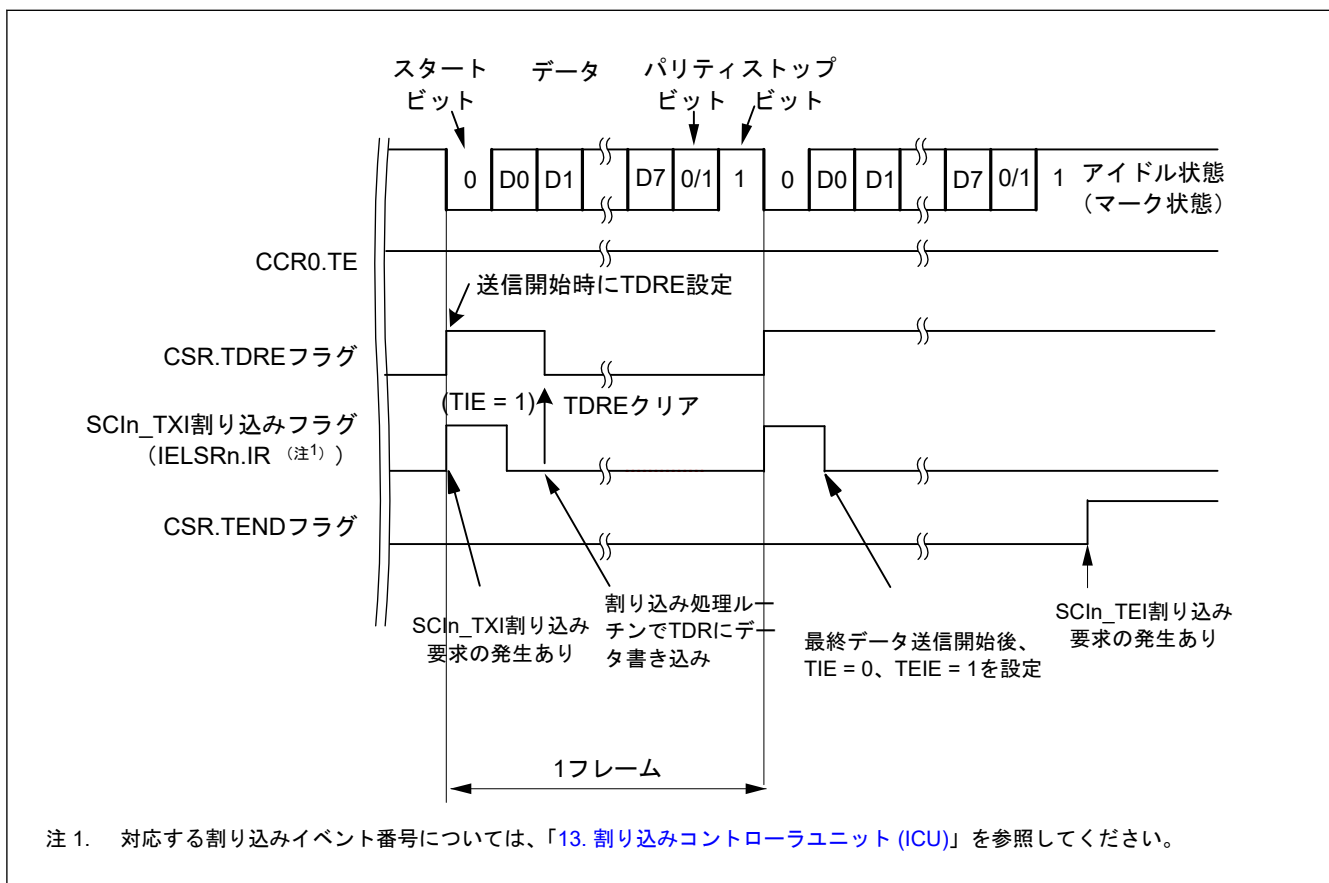 スタート
ビット
データ
パリティ
ビット
ストップ
ビット
0 D0 D1 D7 0/1 1 0 D0 D1 D7 0/1 1
アイドル状態
（マーク状態）
CCR0.TE
送信開始時にTDRE設定
CSR.TDREフラグ
(TIE = 1)
TDREクリア
SCIn_TXI割り込みフラグ
（IELSRn.IR （注1））
CSR.TENDフラグ
SCIn_TXI割り込み
要求の発生あり
割り込み処理ルー
チンでTDRにデー
タ書き込み
最終データ送信開始後、
TIE = 0、TEIE = 1を設定
SCIn_TEI割り込み
要求の発生あり
1フレーム
注 1. 対応する割り込みイベント番号については、「13. 割り込みコントローラユニット (ICU)」を参照してください。